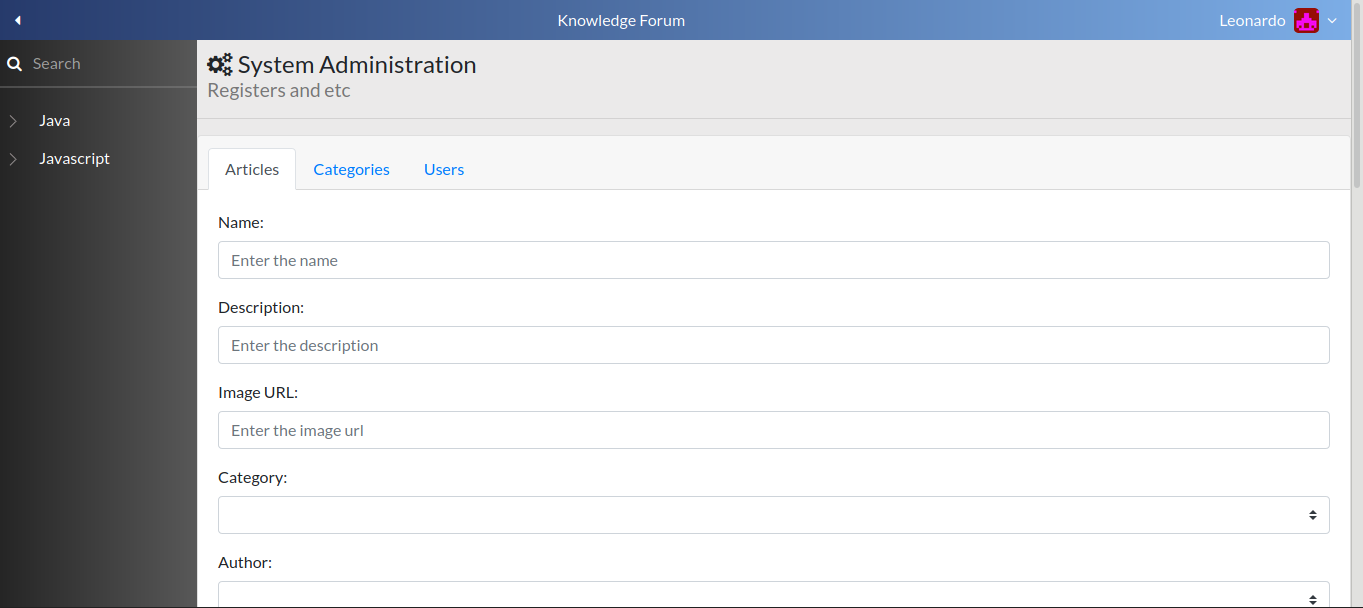 Knowledge Forum
Leonardo
Search
Java
Javascript
System Administration
Registers and etc
Articles Categories Users
Name:
Enter the name
Description:
Enter the description
Image URL:
Enter the image url
Category:
Author: